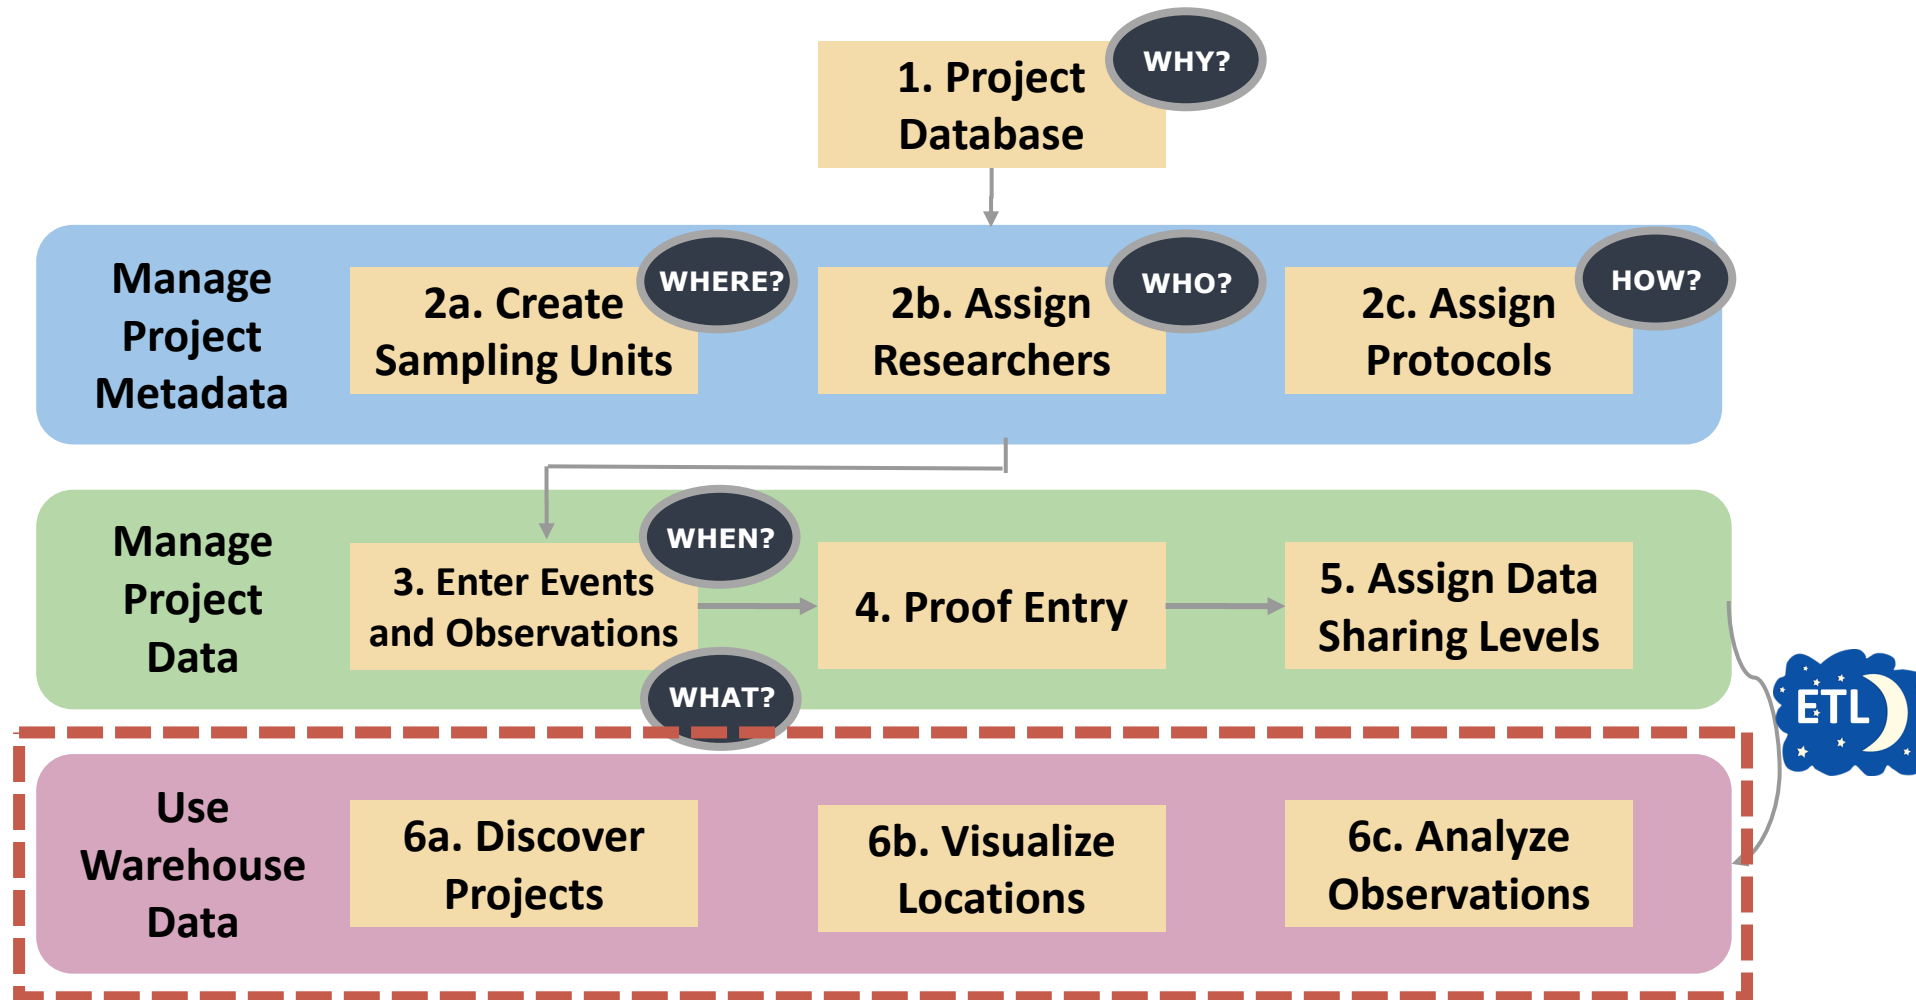 1. Project
Database
WHY?
Manage
Project
Metadata
2a. Create
Sampling Units
WHERE?
2b. Assign
Researchers
WHO?
2c. Assign
Protocols
HOW?
Manage
Project
Data
3. Enter Events
and Observations
WHEN?
WHAT?
4. Proof Entry
5. Assign Data
Sharing Levels
ETL
Use
Warehouse
Data
6a. Discover
Projects
6b. Visualize
Locations
6c. Analyze
Observations